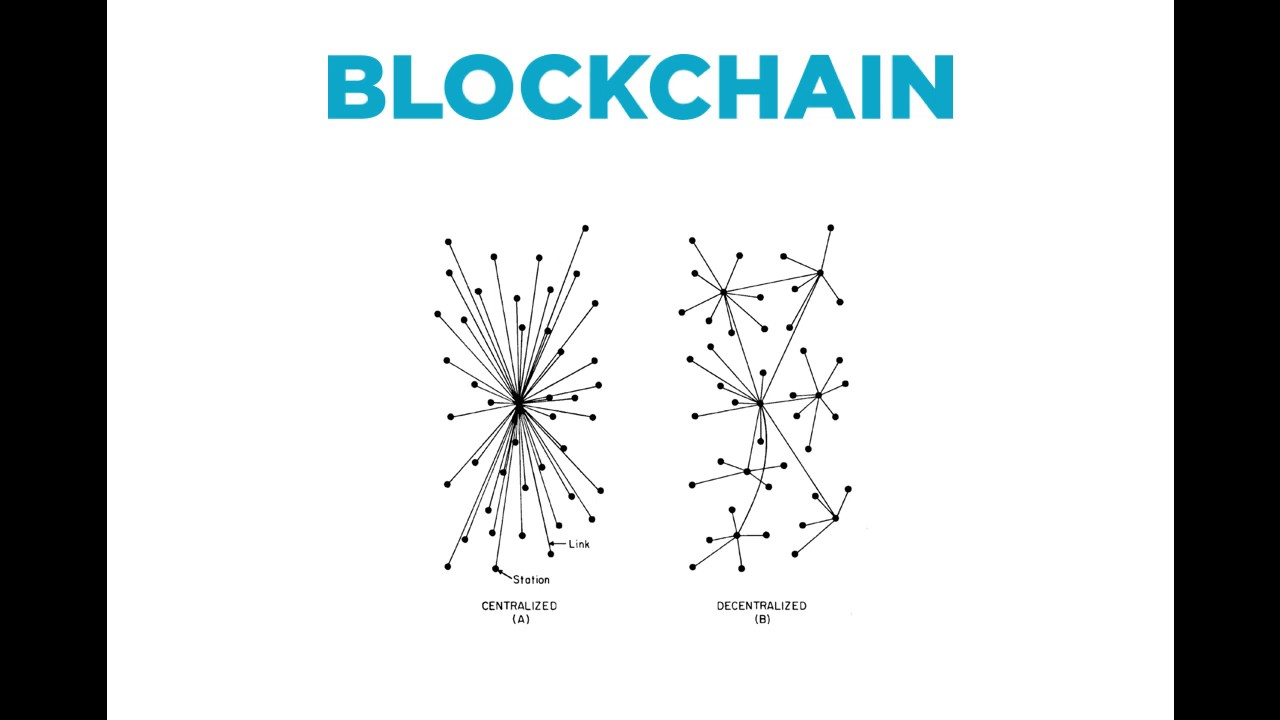 BLOCKCHAIN
Link
Station
CENTRALIZED
(A)
DECENTRALIZED
(B)